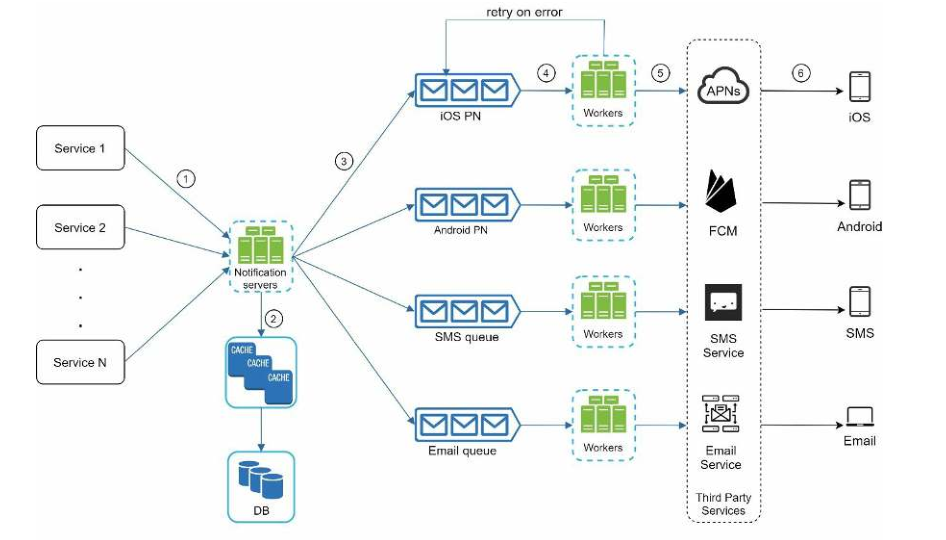 retry on error
4
5
6
APNs
iOS PN
Workers
iOS
Service 1
3
1
Service 2
Android PN
Workers
FCM
Android
Notification
servers
.
.
.
2
SMS queue
Workers
SMS
Service
SMS
Service N
CACHE
CACHE
CACHE
Email queue
Workers
Email
Service
Email
DB
Third Party
Services